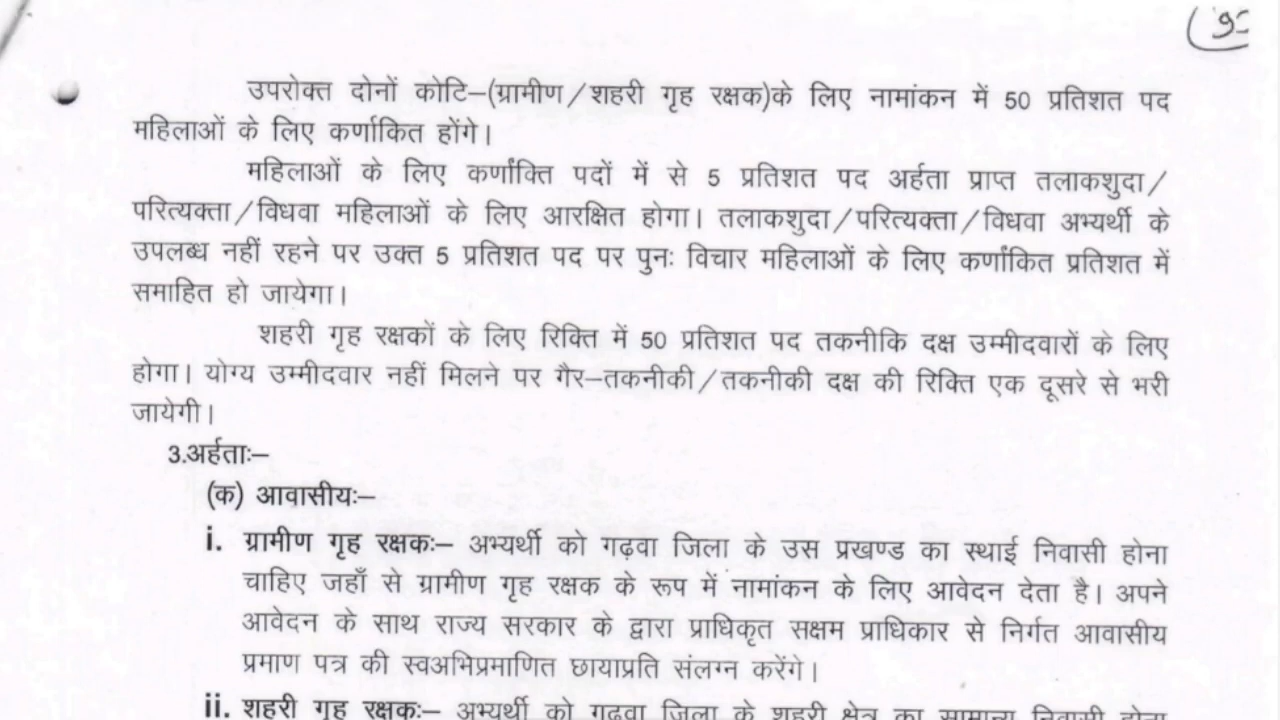 उपरोक्त दोनों कोटि–(ग्रामीण/शहरी गृह रक्षक)के लिए नामांकन में 50 प्रतिशत पद
महिलाओं के लिए कर्णाकित होंगे।
महिलाओं के लिए कर्णांक्ति पदों में से 5 प्रतिशत पद अर्हता प्राप्त तलाकशुदा/
परित्यक्ता/विधवा महिलाओं के लिए आरक्षित होगा। तलाकशुदा/परित्यक्ता/विधवा अभ्यर्थी के
उपलब्ध नहीं रहने पर उक्त 5 प्रतिशत पद पर पुनः विचार महिलाओं के लिए कर्णांकित प्रतिशत में
समाहित हो जायेगा।
शहरी गृह रक्षकों के लिए रिक्ति में 50 प्रतिशत पद तकनीकि दक्ष उम्मीदवारों के लिए
होगा। योग्य उम्मीदवार नहीं मिलने पर गैर–तकनीकी/तकनीकी दक्ष की रिक्ति एक दूसरे से भरी
जायेगी।
3.अर्हताः–
(क) आवासीयः–
i. ग्रामीण गृह रक्षकः– अभ्यर्थी को गढ़वा जिला के उस प्रखण्ड का स्थाई निवासी होना
चाहिए जहाँ से ग्रामीण गृह रक्षक के रूप में नामांकन के लिए आवेदन देता है। अपने
आवेदन के साथ राज्य सरकार के द्वारा प्राधिकृत सक्षम प्राधिकार से निर्गत आवासीय
प्रमाण पत्र की स्वअभिप्रमाणित छायाप्रति संलग्न करेंगे।
ii. शहरी गृह रक्षकः– अभ्यर्थी को गढवा जिला के शहरी क्षेत्र का सामान्य निवासी होना